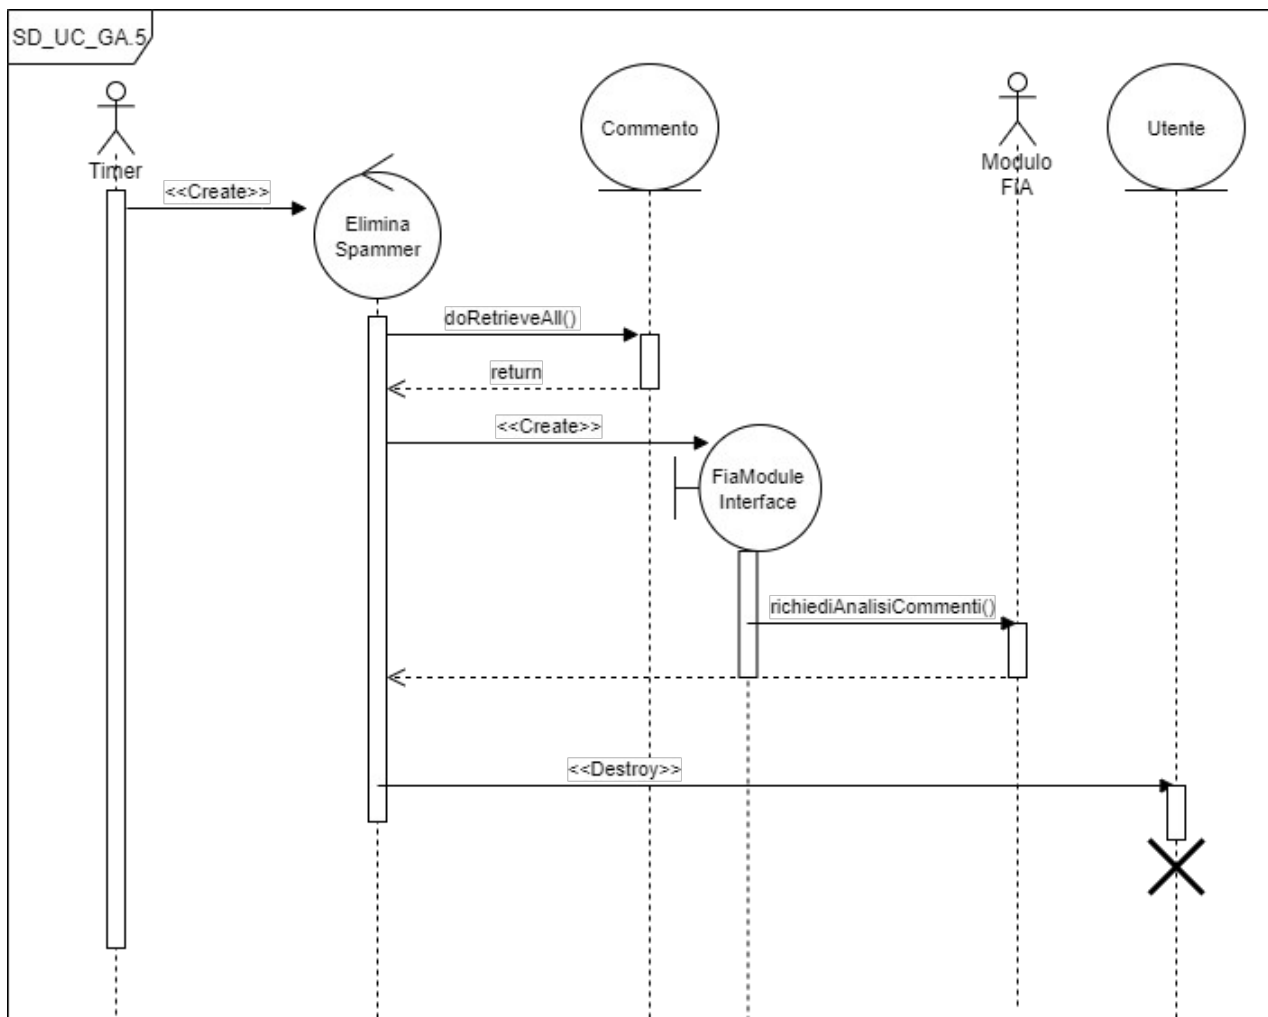 SD_UC_GA.5
Timer
<<Create>>
Elimina
Spammer
Commento
Modulo
FIA
Utente
doRetrieveAll()
return
<<Create>>
FiaModule
Interface
richiediAnalisiCommenti()
<<Destroy>>